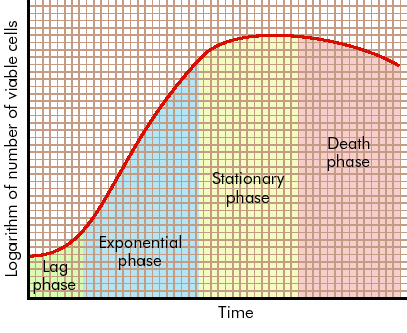 Logarithm of number of viable cells
Lag
phase
Exponential
phase
Stationary
phase
Death
phase
Time